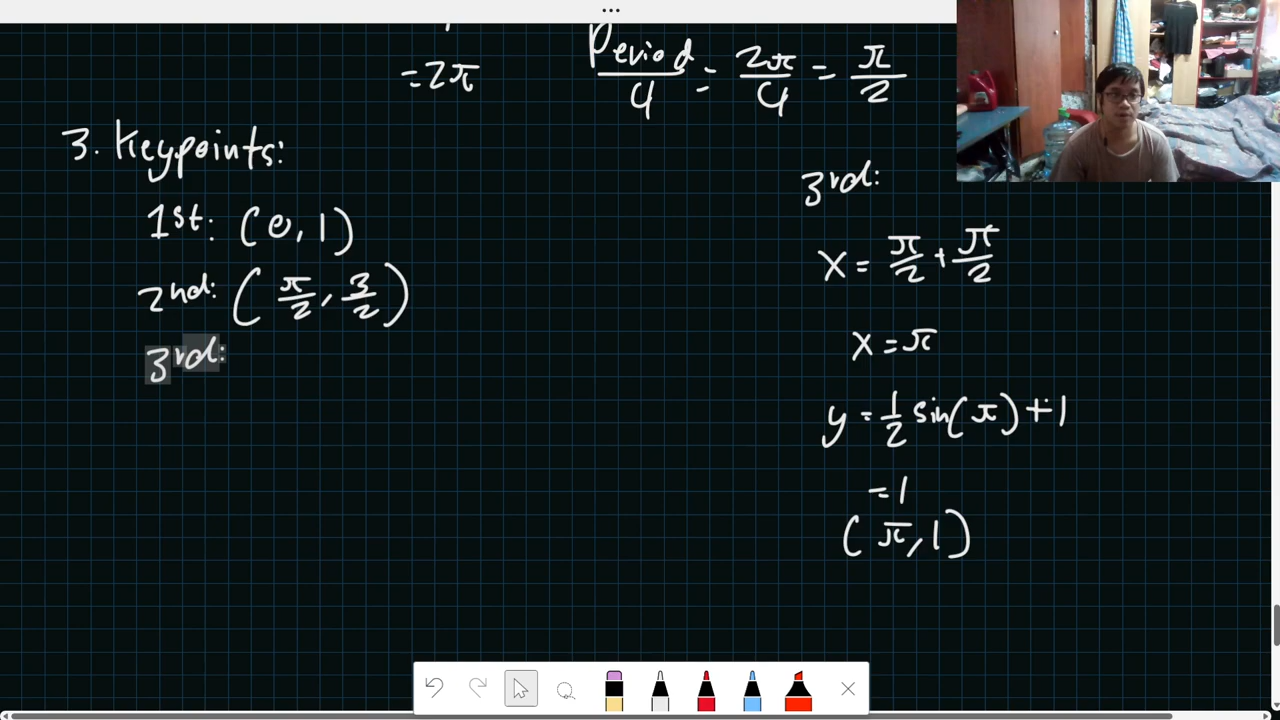 = 2π
Period/4 = 2π/4 = π/2
3. Keypoints:
1st: (0, 1)
2nd: (π/2, 3/2)
3rd:
3rd:
x = π/2 + π/2
x = π
y = 1/2 sin(π) + 1
= 1
(π, 1)